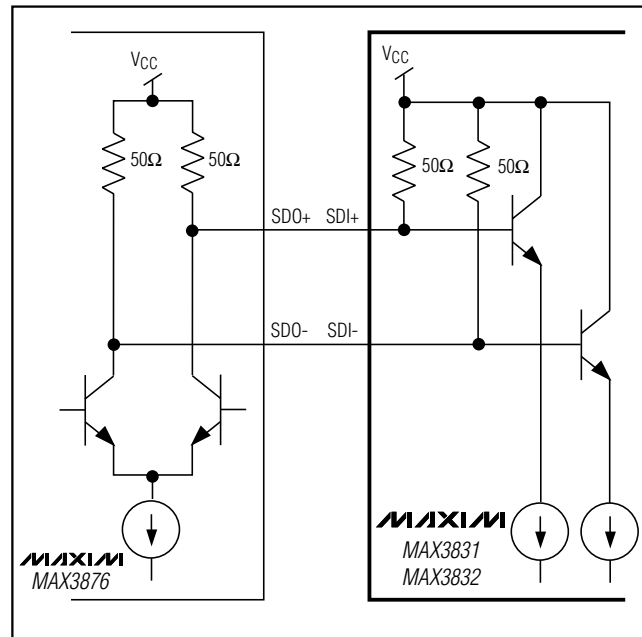 VCC
50Ω 50Ω
SDO+ SDI+
SDO- SDI-
MAXIM
MAX3876
VCC
50Ω 50Ω
MAXIM
MAX3831
MAX3832